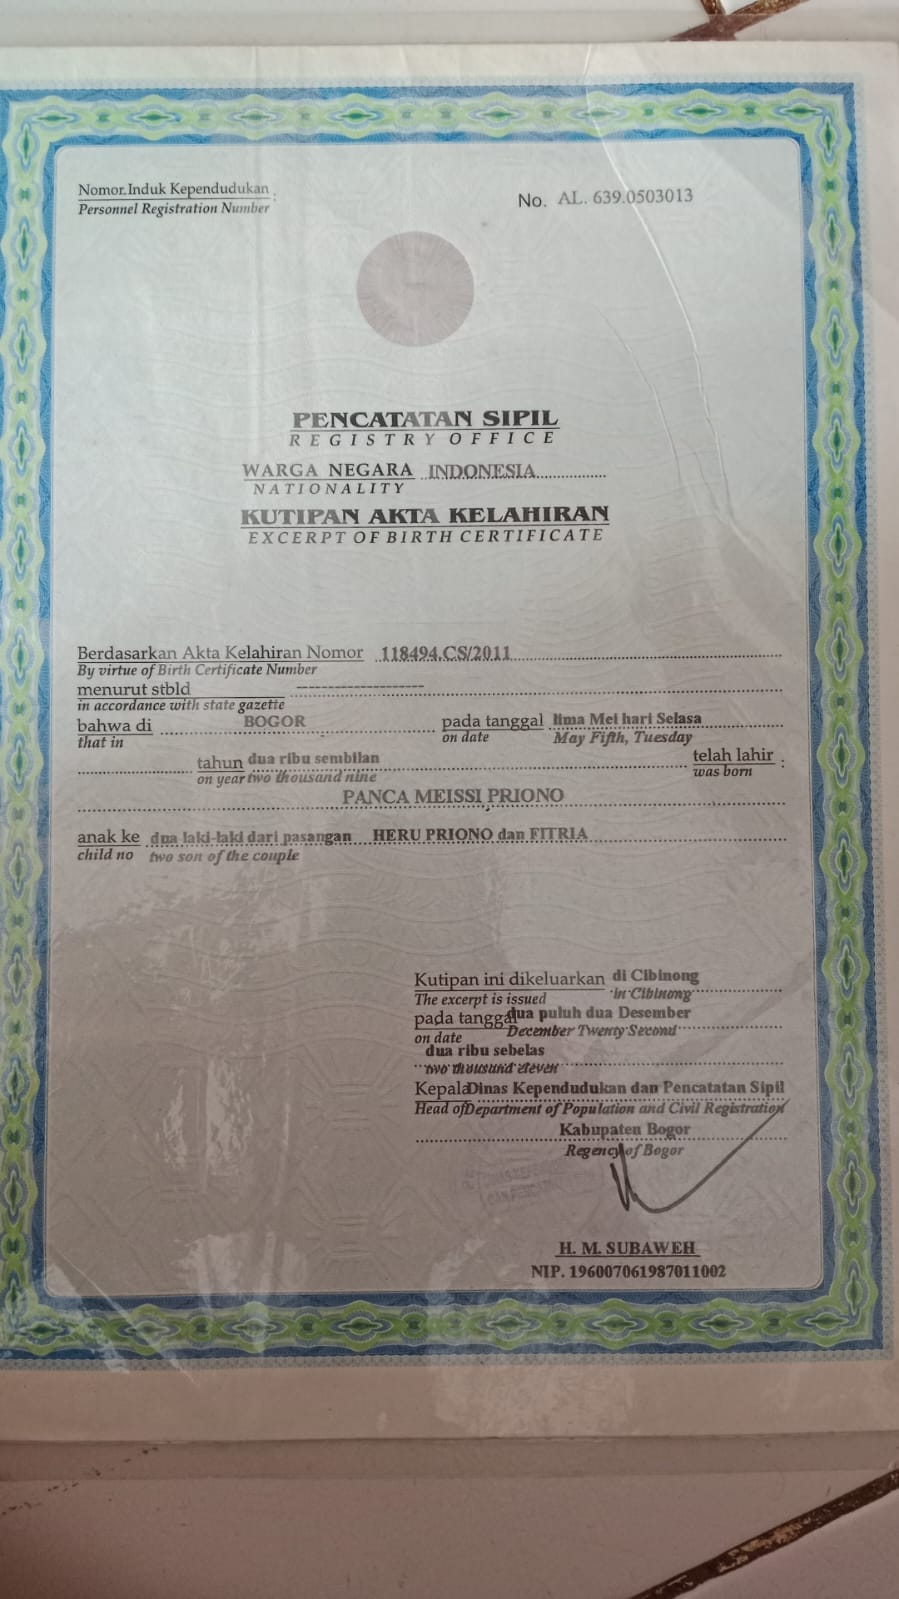 Nomor Induk Kependudukan :
Personnel Registration Number
No. AL. 639.0503013
PENCATATAN SIPIL
REGISTRY OFFICE
WARGA NEGARA INDONESIA
NATIONALITY
KUTIPAN AKTA KELAHIRAN
EXCERPT OF BIRTH CERTIFICATE
Berdasarkan Akta Kelahiran Nomor 118494.CS/2011
By virtue of Birth Certificate Number
menurut stbld --------------------
in accordance with state gazette
bahwa di BOGOR pada tanggal lima Mei hari Selasa
that in on date May Fifth, Tuesday
tahun dua ribu sembilan telah lahir :
on year two thousand nine was born
PANCA MEISSI PRIONO
anak ke dua laki-laki dari pasangan HERU PRIONO dan FITRIA
child no two son of the couple
Kutipan ini dikeluarkan di Cibinong
The excerpt is issued in Cibinong
pada tanggal dua puluh dua Desember
on date December Twenty Second
dua ribu sebelas
two thousand eleven
Kepala Dinas Kependudukan dan Pencatatan Sipil
Head of Department of Population and Civil Registration
Kabupaten Bogor
Regency of Bogor
H. M. SUBAWEH
NIP. 196007061987011002